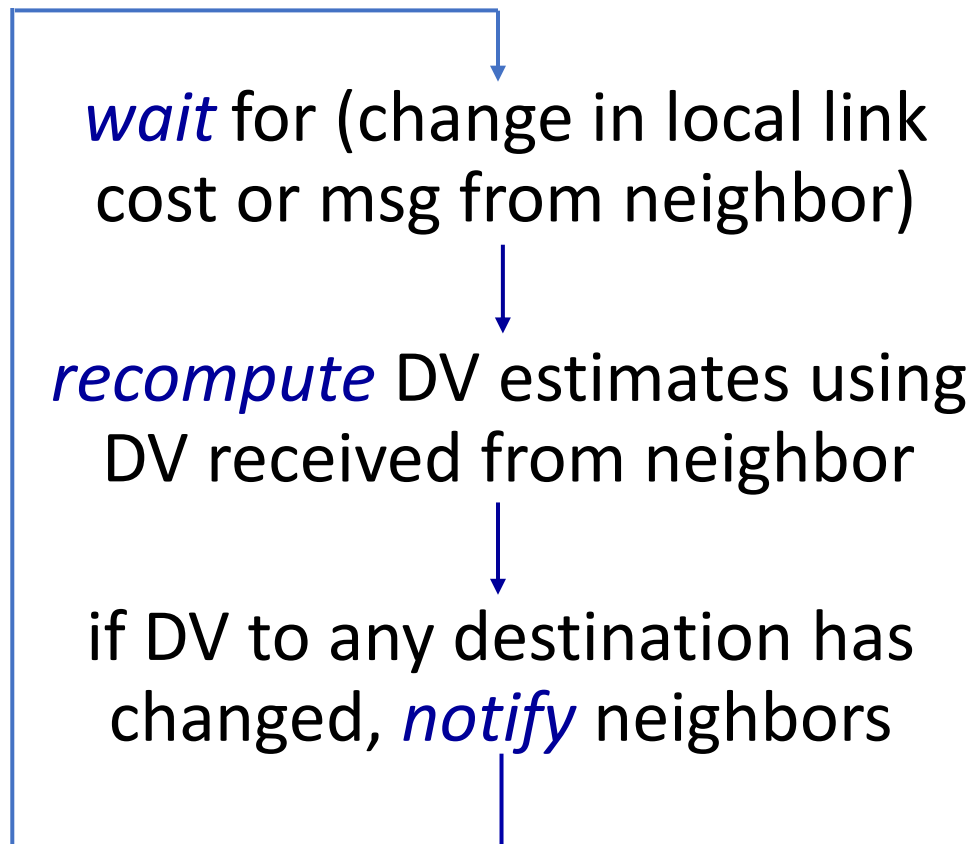 wait for (change in local link
cost or msg from neighbor)
recompute DV estimates using
DV received from neighbor
if DV to any destination has
changed, notify neighbors